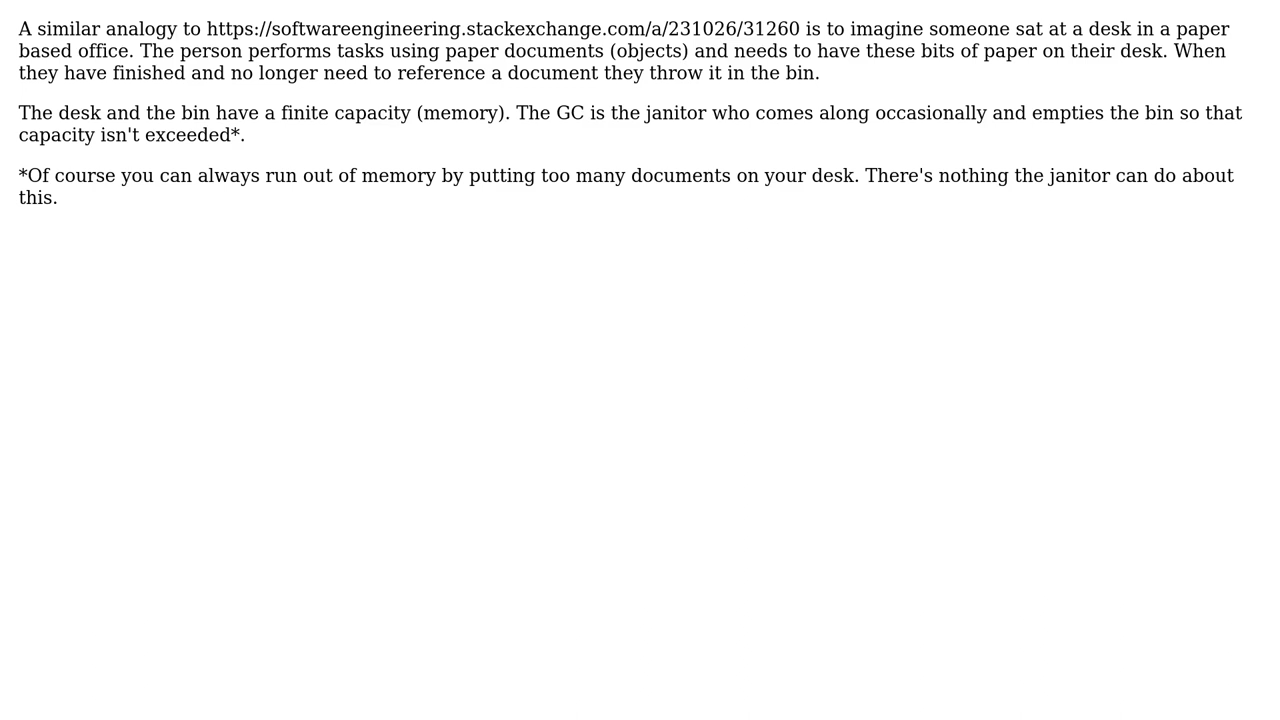 A similar analogy to https://softwareengineering.stackexchange.com/a/231026/31260 is to imagine someone sat at a desk in a paper
based office. The person performs tasks using paper documents (objects) and needs to have these bits of paper on their desk. When
they have finished and no longer need to reference a document they throw it in the bin.
The desk and the bin have a finite capacity (memory). The GC is the janitor who comes along occasionally and empties the bin so that
capacity isn't exceeded*.
*Of course you can always run out of memory by putting too many documents on your desk. There's nothing the janitor can do about
this.